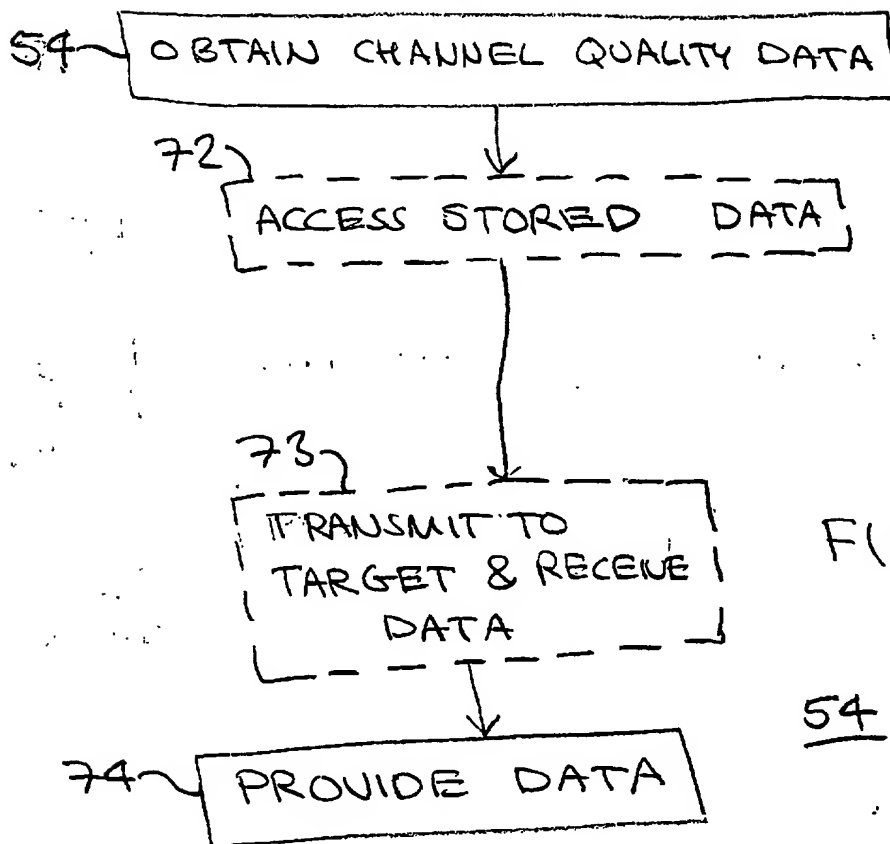 54 OBTAIN CHANNEL QUALITY DATA
72
ACCESS STORED DATA
73
TRANSMIT TO
TARGET & RECEIVE
DATA
54
74 PROVIDE DATA